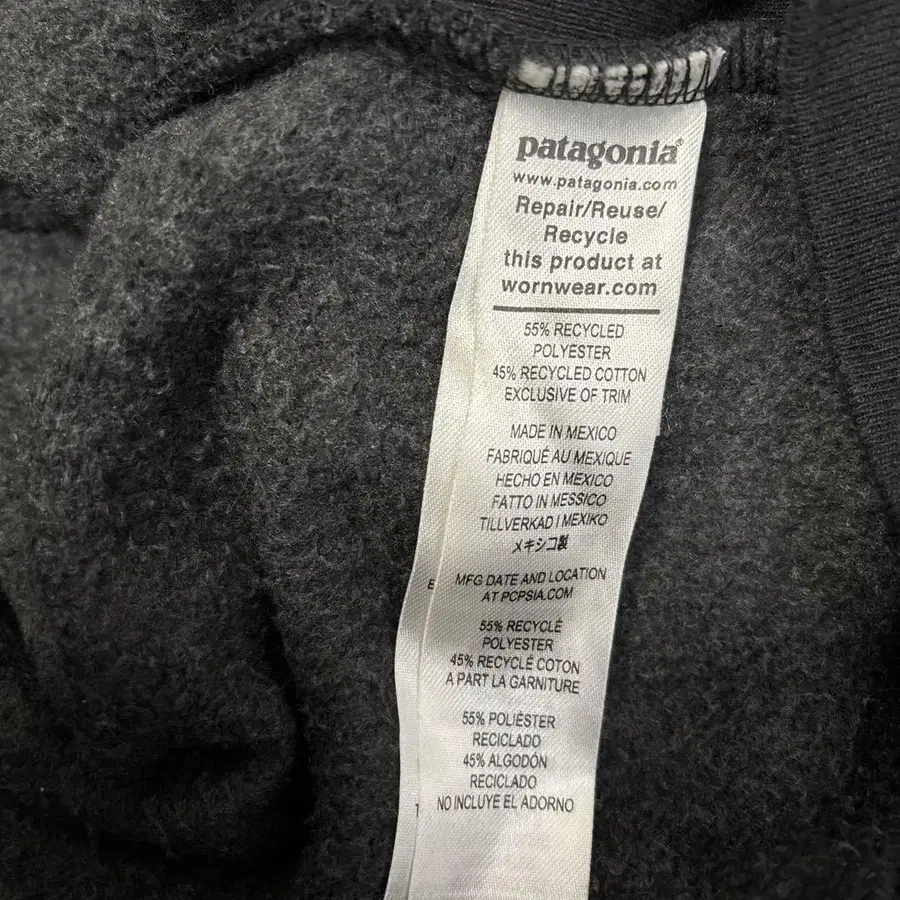 patagonia®
www.patagonia.com
Repair/Reuse/
Recycle
this product at
wornwear.com
55% RECYCLED
POLYESTER
45% RECYCLED COTTON
EXCLUSIVE OF TRIM
MADE IN MEXICO
FABRIQUÉ AU MEXIQUE
HECHO EN MEXICO
FATTO IN MESSICO
TILLVERKAD I MEXIKO
メキシコ製
MFG DATE AND LOCATION
AT PCPSIA.COM
55% RECYCLÉ
POLYESTER
45% RECYCLÉ COTON
A PART LA GARNITURE
55% POLIÉSTER
RECICLADO
45% ALGODÓN
RECICLADO
NO INCLUYE EL ADORNO